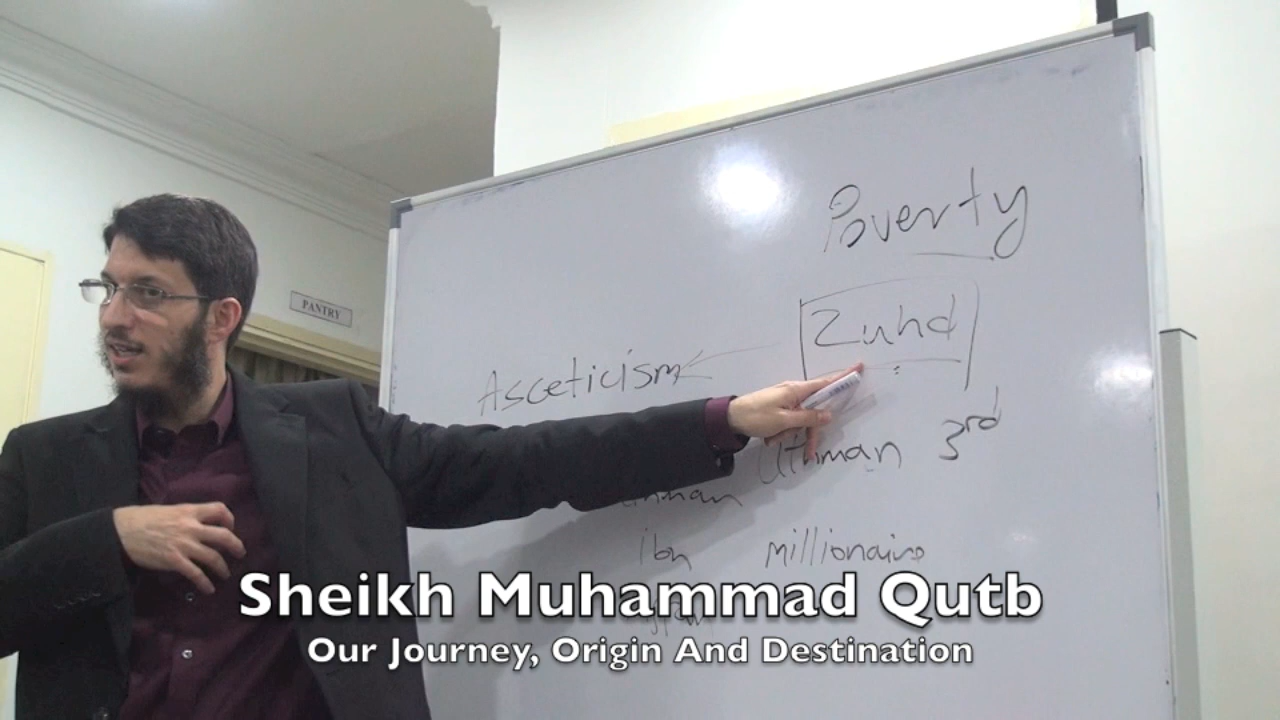 PANTRY
Poverty
Zuhd
Asceticism
Uthman 3rd
ibn millionaire
Sheikh Muhammad Qutb
Our Journey, Origin And Destination